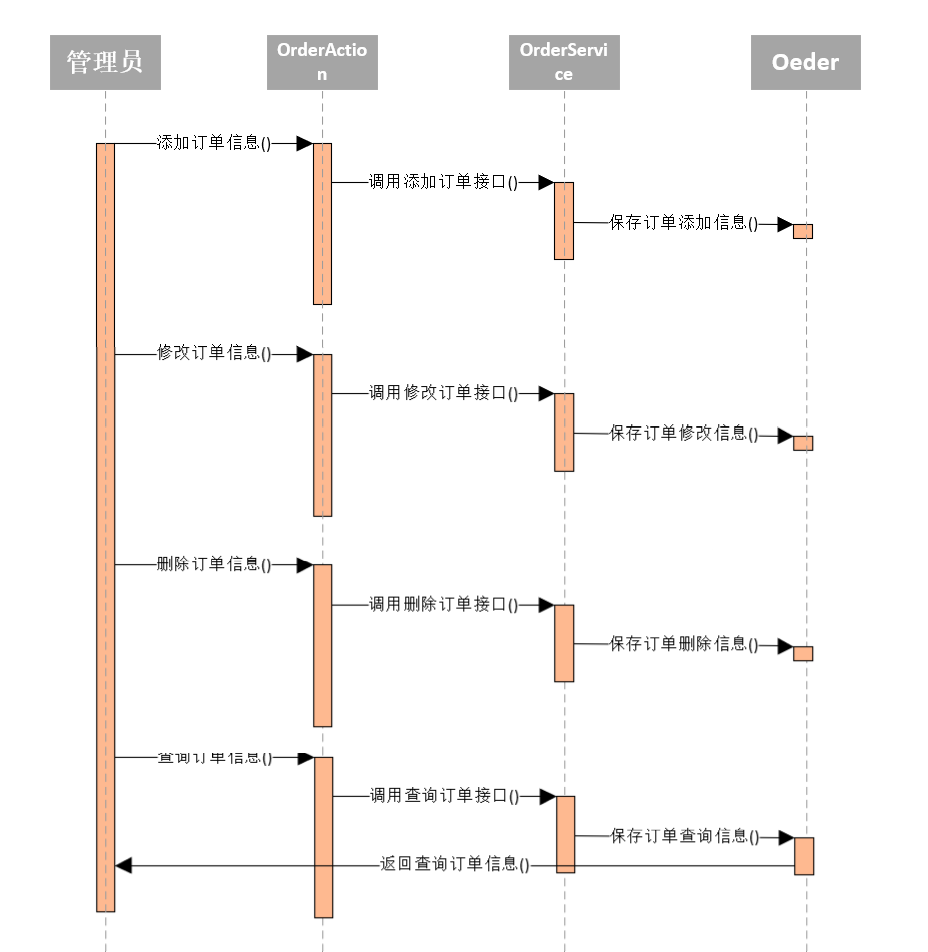 管理员
OrderActio
n
OrderServi
ce
Oeder
添加订单信息()
调用添加订单接口()
保存订单添加信息()
修改订单信息()
调用修改订单接口()
保存订单修改信息()
删除订单信息()
调用删除订单接口()
保存订单删除信息()
查询订单信息()
调用查询订单接口()
保存订单查询信息()
返回查询订单信息()